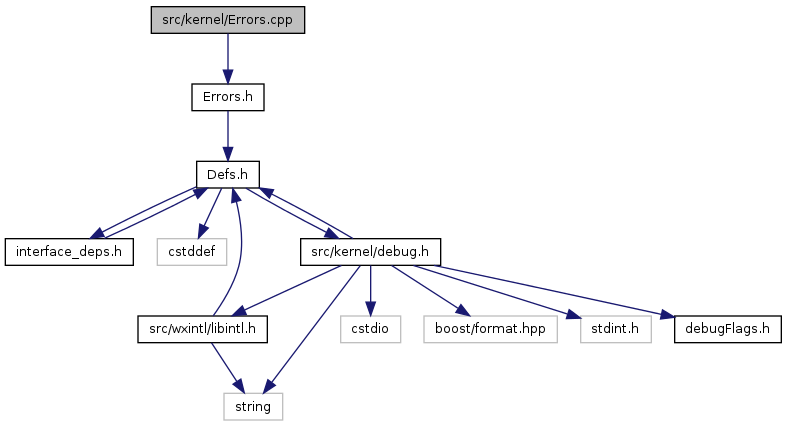 src/kernel/Errors.cpp
Errors.h
Defs.h
interface_deps.h
cstddef
src/kernel/debug.h
src/wxintl/libintl.h
cstdio
boost/format.hpp
stdint.h
debugFlags.h
string